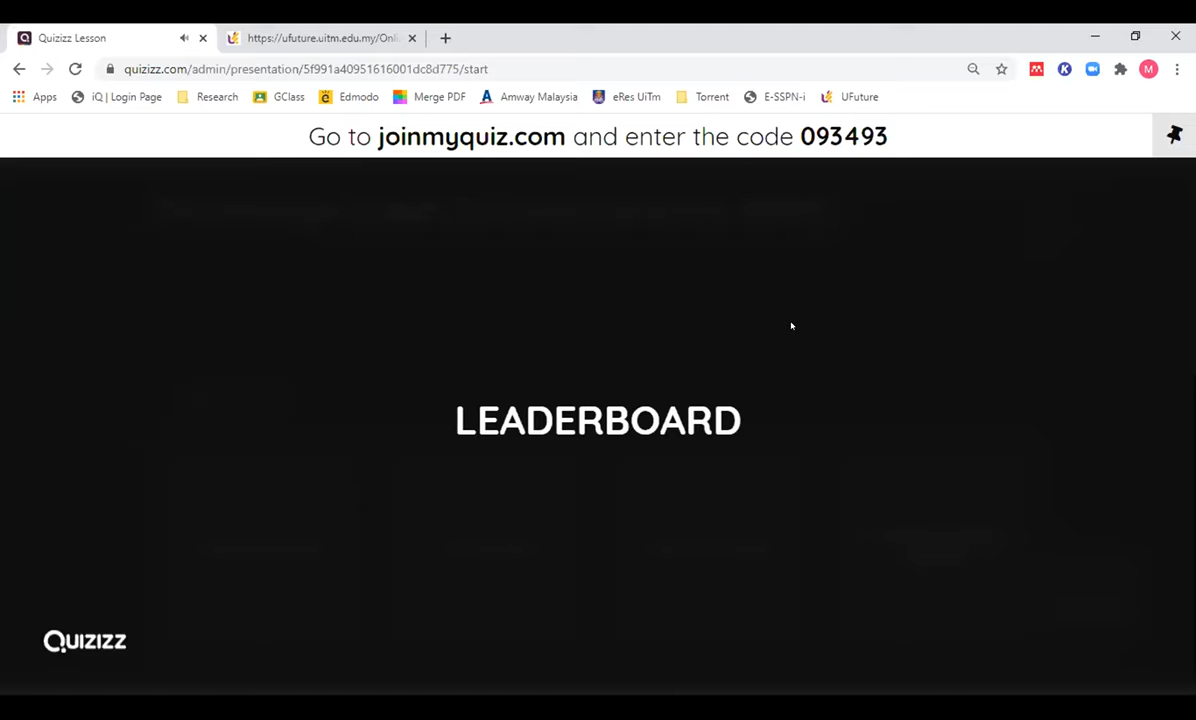 Quizizz Lesson
https://ufuture.uitm.edu.my/Onli
quizizz.com/admin/presentation/5f991a40951616001dc8d775/start
M
Apps
iQ | Login Page
Research
GClass
Edmodo
Merge PDF
Amway Malaysia
eRes UiTm
Torrent
E-SSPN-i
UFuture
Go to joinmyquiz.com and enter the code 093493
LEADERBOARD
QUIZIZZ